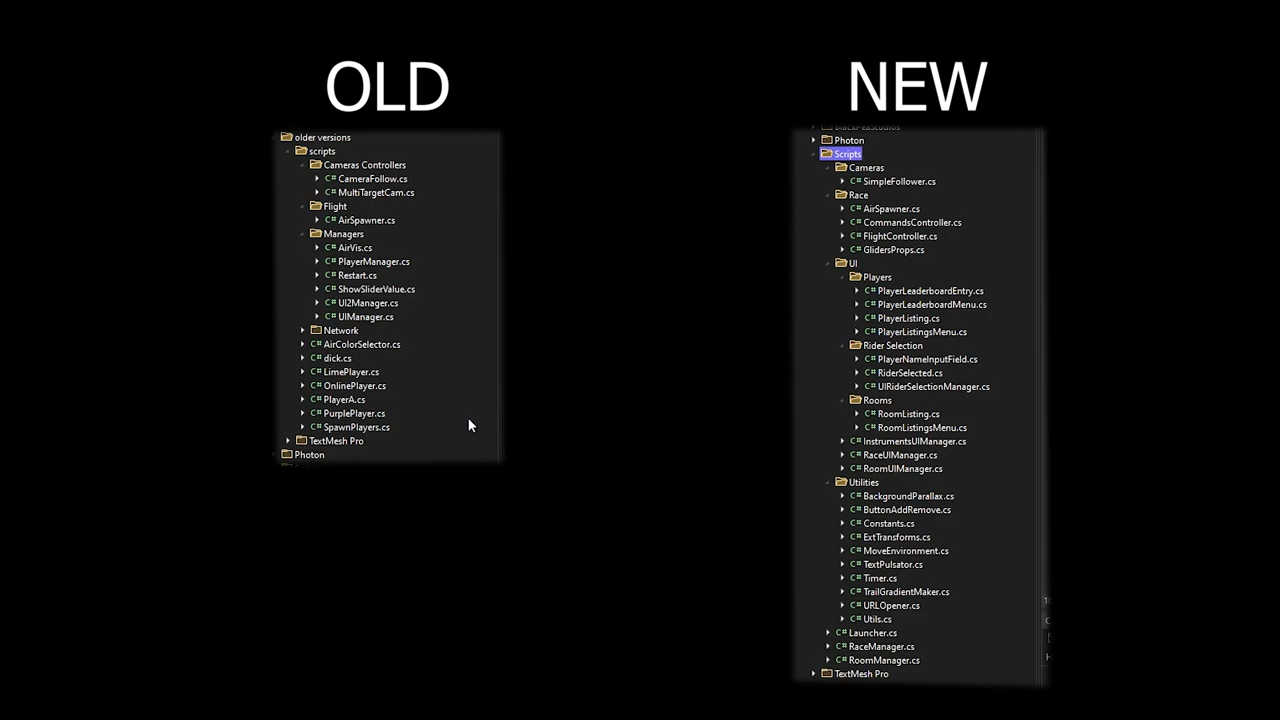 OLD
older versions
scripts
Cameras Controllers
C# CameraFollow.cs
C# MultiTargetCam.cs
Flight
C# AirSpawner.cs
Managers
C# AirVis.cs
C# PlayerManager.cs
C# Restart.cs
C# ShowSliderValue.cs
C# UI2Manager.cs
C# UIManager.cs
Network
C# AirColorSelector.cs
C# dick.cs
C# LimePlayer.cs
C# OnlinePlayer.cs
C# PlayerA.cs
C# PurplePlayer.cs
C# SpawnPlayers.cs
TextMesh Pro
Photon
NEW
Photon
Scripts
Cameras
C# SimpleFollower.cs
Race
C# AirSpawner.cs
C# CommandsController.cs
C# FlightController.cs
C# GlidersProps.cs
UI
Players
C# PlayerLeaderboardEntry.cs
C# PlayerLeaderboardMenu.cs
C# PlayerListing.cs
C# PlayerListingsMenu.cs
Rider Selection
C# PlayerNameInputField.cs
C# RiderSelected.cs
C# UIRiderSelectionManager.cs
Rooms
C# RoomListing.cs
C# RoomListingsMenu.cs
C# InstrumentsUIManager.cs
C# RaceUIManager.cs
C# RoomUIManager.cs
Utilities
C# BackgroundParallax.cs
C# ButtonAddRemove.cs
C# Constants.cs
C# ExtTransforms.cs
C# MoveEnvironment.cs
C# TextPulsator.cs
C# Timer.cs
C# TrailGradientMaker.cs
C# URLOpener.cs
C# Utils.cs
C# Launcher.cs
C# RaceManager.cs
C# RoomManager.cs
TextMesh Pro